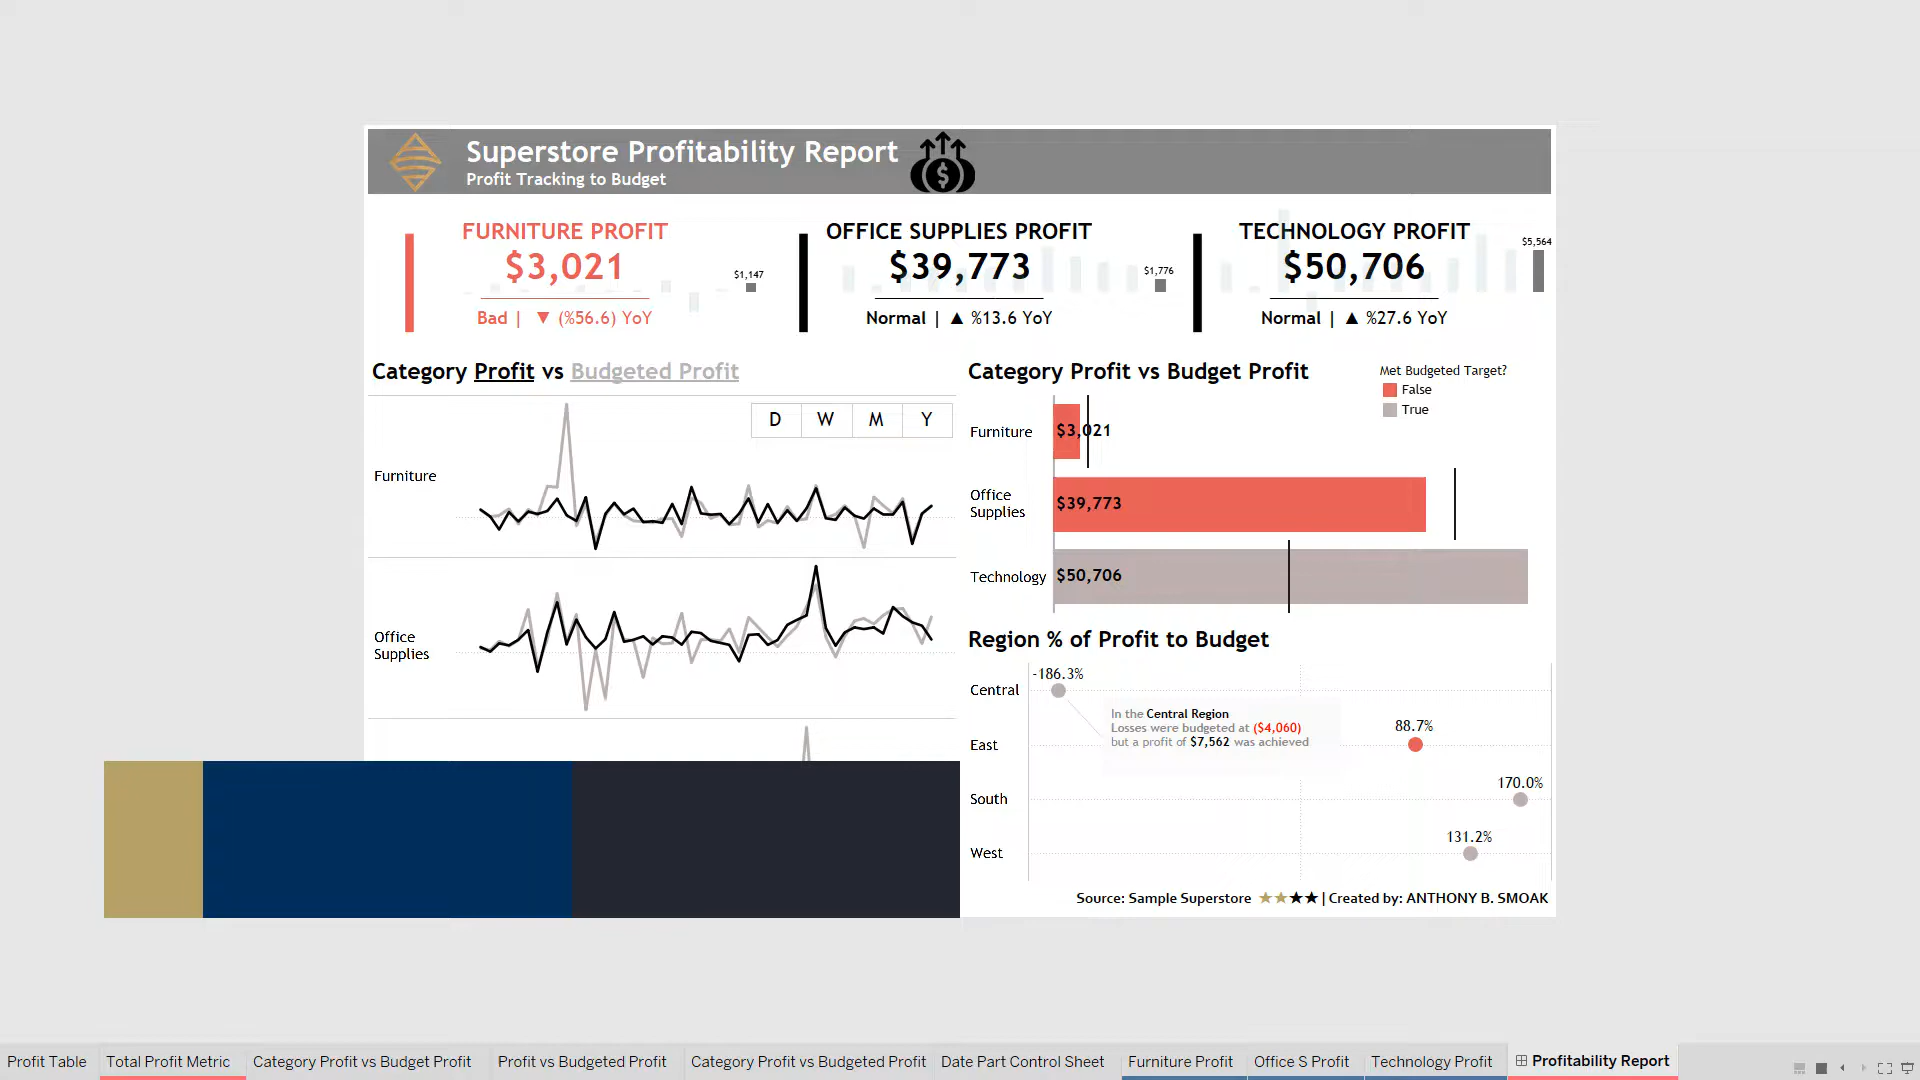 Superstore Profitability Report
Profit Tracking to Budget
FURNITURE PROFIT
$3,021
$1,147
Bad | ▼ (%56.6) YoY
OFFICE SUPPLIES PROFIT
$39,773
$1,776
Normal | ▲ %13.6 YoY
TECHNOLOGY PROFIT
$50,706
$5,564
Normal | ▲ %27.6 YoY
Category Profit vs Budgeted Profit
D W M Y
Furniture
Office
Supplies
Category Profit vs Budget Profit
Met Budgeted Target?
False
True
Furniture
$3,021
Office
Supplies
$39,773
Technology
$50,706
Region % of Profit to Budget
Central
-186.3%
In the Central Region
Losses were budgeted at ($4,060)
but a profit of $7,562 was achieved
East
88.7%
South
170.0%
West
131.2%
Source: Sample Superstore ★★★★ | Created by: ANTHONY B. SMOAK
Profit Table
Total Profit Metric
Category Profit vs Budget Profit
Profit vs Budgeted Profit
Category Profit vs Budgeted Profit
Date Part Control Sheet
Furniture Profit
Office S Profit
Technology Profit
Profitability Report